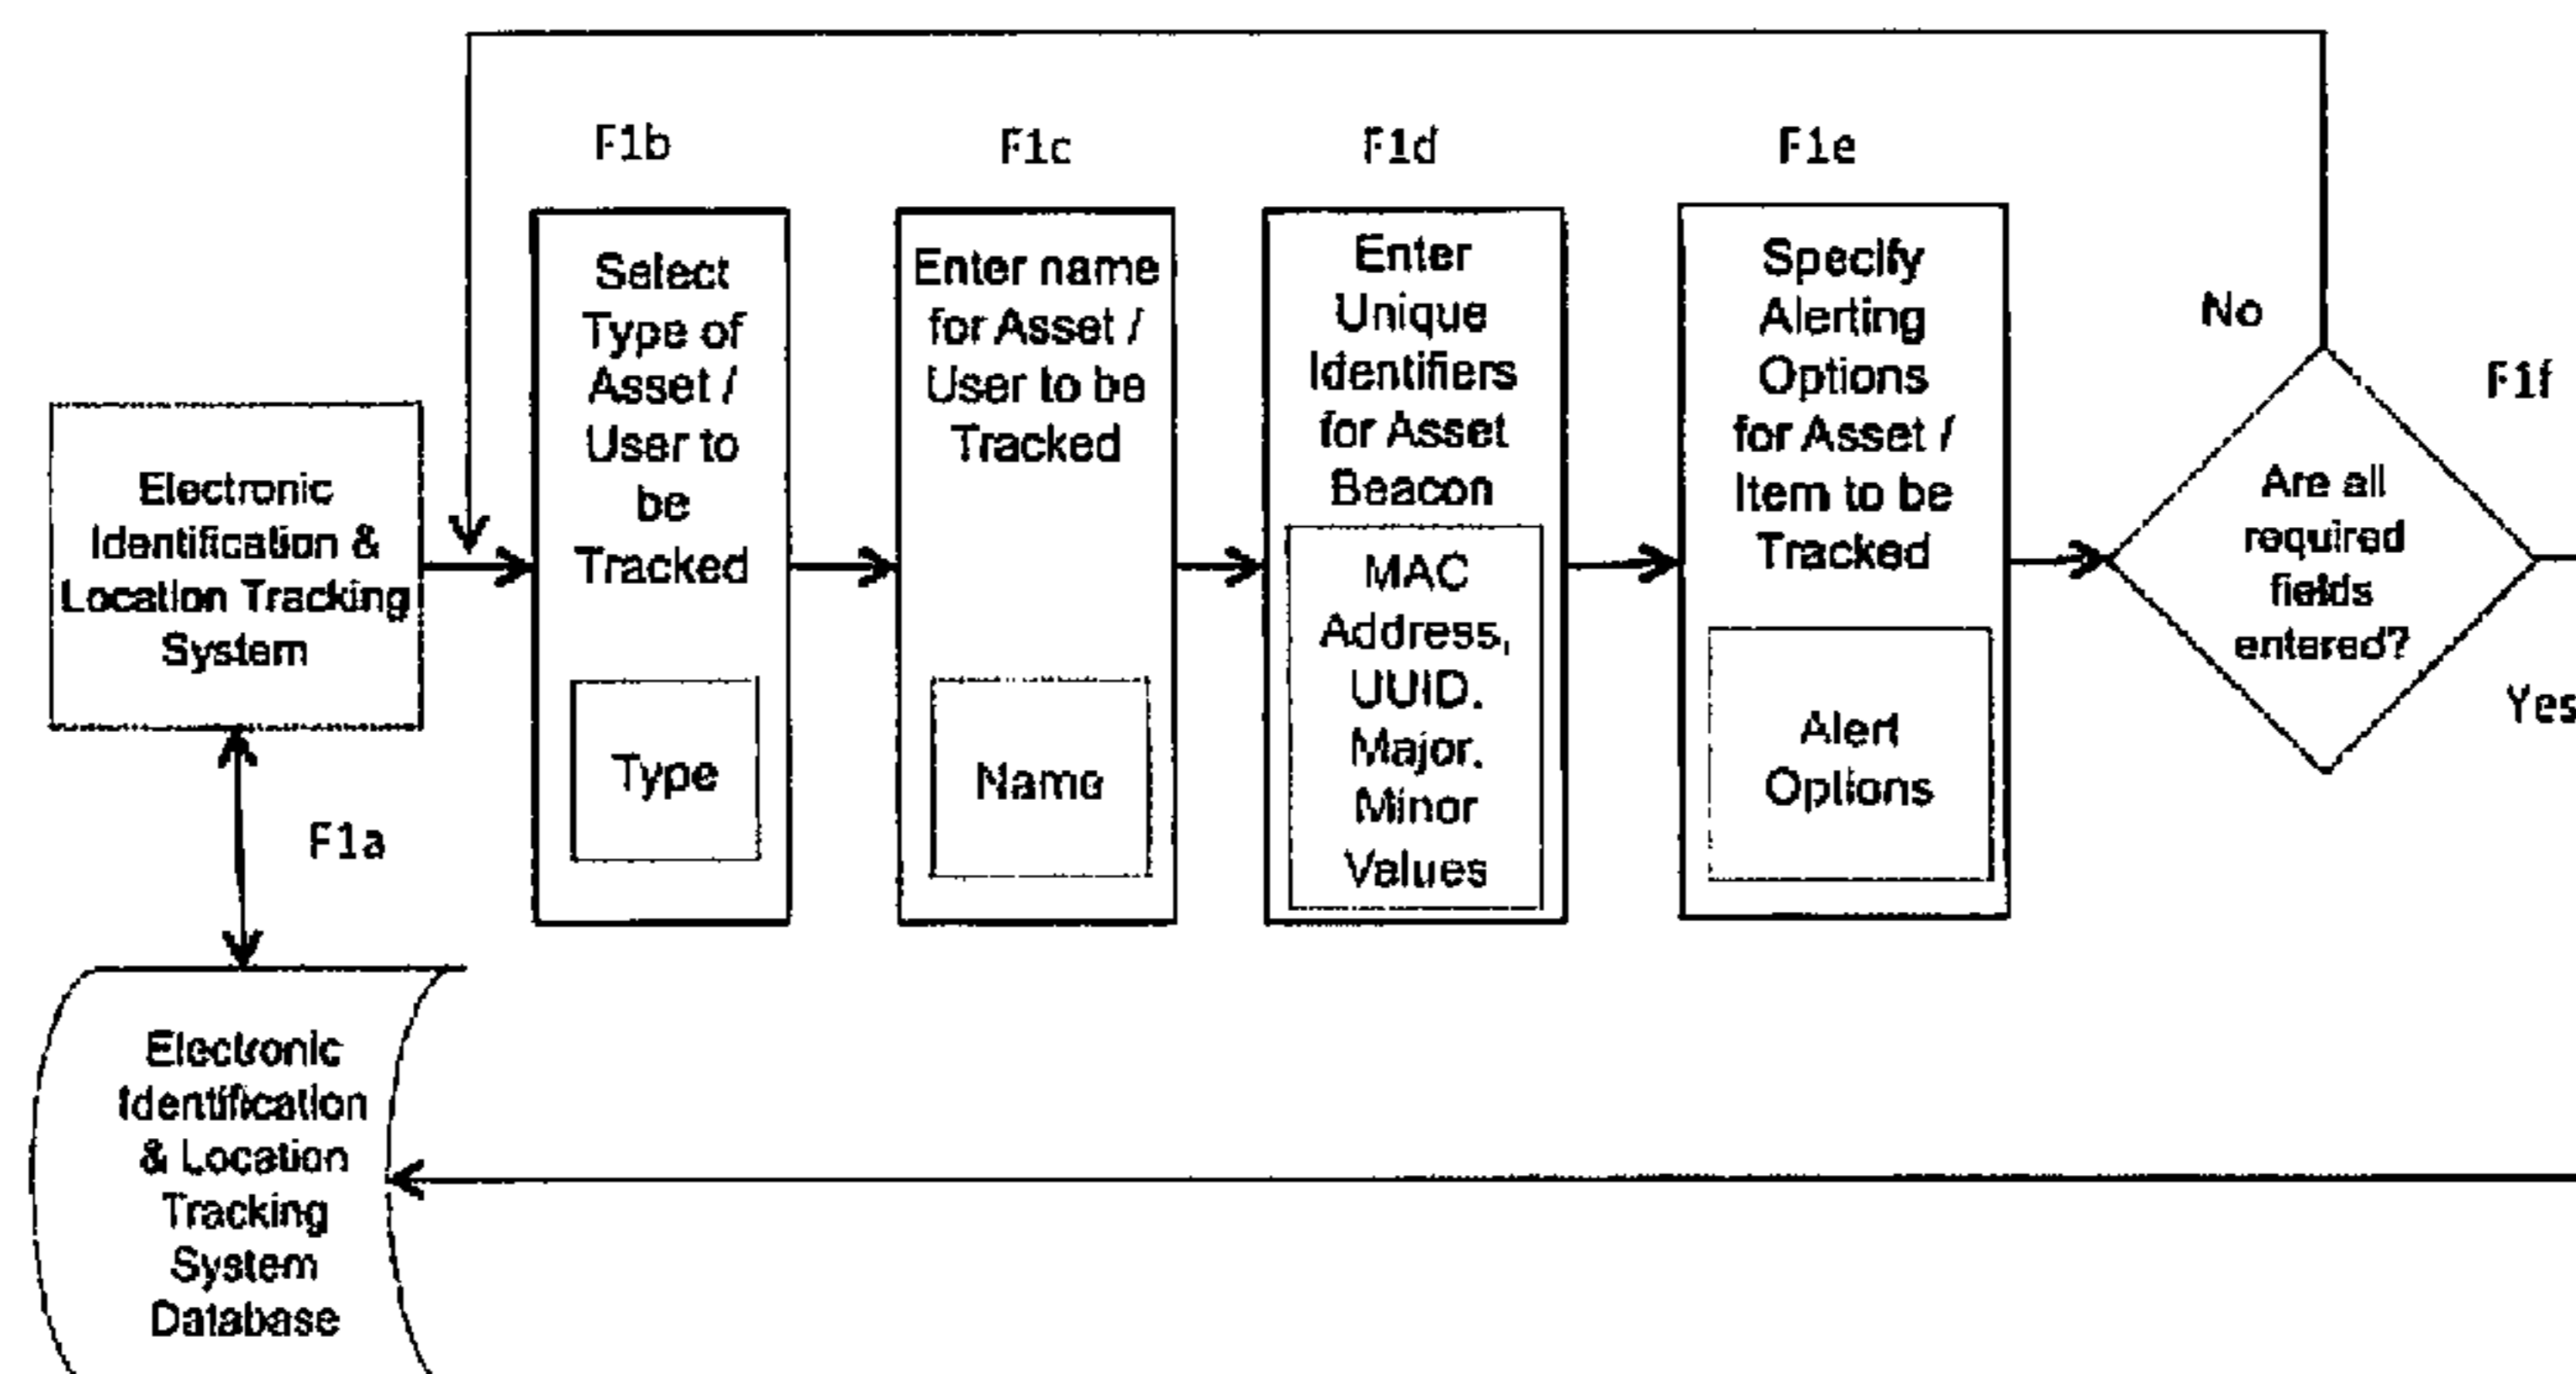 F1b
F1c
F1d
F1e
Select
Type of
Asset /
User to
be
Tracked
Type
Enter name
for Asset /
User to be
Tracked
Name
Enter
Unique
Identifiers
for Asset
Beacon
MAC
Address,
UUID.
Major.
Minor
Values
Specify
Alerting
Options
for Asset /
Item to be
Tracked
Alert
Options
No
F1f
Are all
required
fields
entered?
Yes
Electronic
Identification &
Location Tracking
System
F1a
Electronic
Identification
& Location
Tracking
System
Database